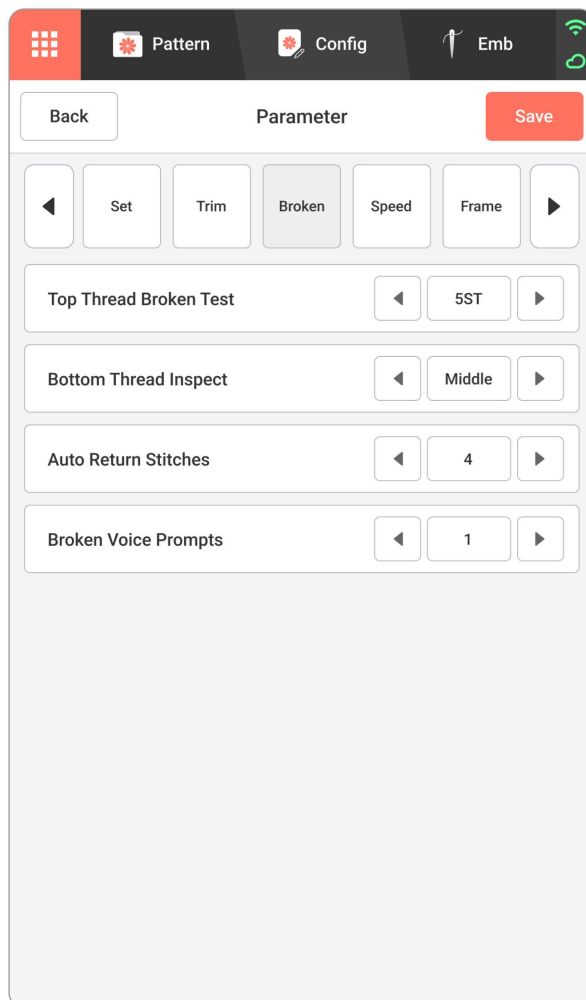 Pattern Config Emb
Back Parameter Save
Set Trim Broken Speed Frame
Top Thread Broken Test 5ST
Bottom Thread Inspect Middle
Auto Return Stitches 4
Broken Voice Prompts 1